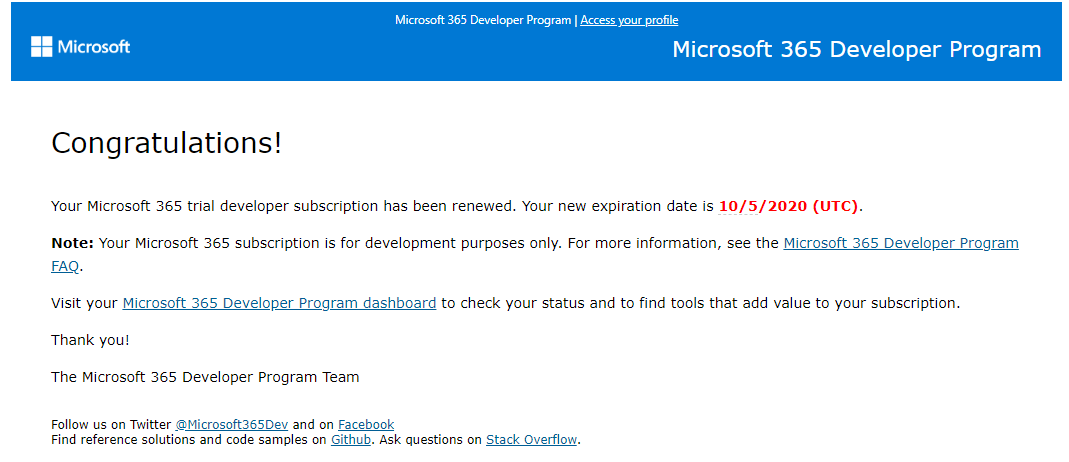 Microsoft 365 Developer Program | Access your profile
Microsoft
Microsoft 365 Developer Program
Congratulations!
Your Microsoft 365 trial developer subscription has been renewed. Your new expiration date is 10/5/2020 (UTC).
Note: Your Microsoft 365 subscription is for development purposes only. For more information, see the Microsoft 365 Developer Program
FAQ.
Visit your Microsoft 365 Developer Program dashboard to check your status and to find tools that add value to your subscription.
Thank you!
The Microsoft 365 Developer Program Team
Follow us on Twitter @Microsoft365Dev and on Facebook
Find reference solutions and code samples on Github. Ask questions on Stack Overflow.